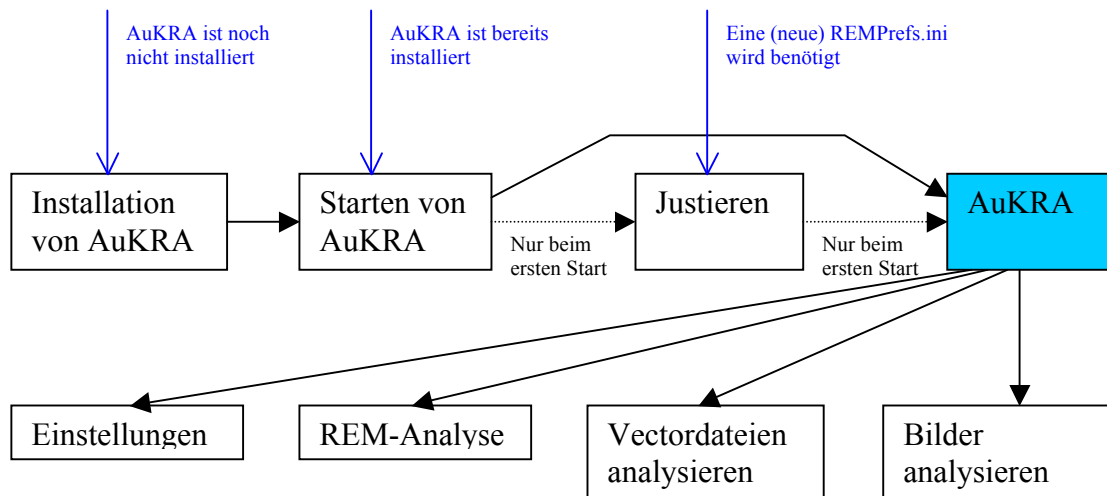 AuKRA ist noch
nicht installiert
AuKRA ist bereits
installiert
Eine (neue) REMPrefs.ini
wird benötigt
Installation
von AuKRA
Starten von
AuKRA
Nur beim
ersten Start
Justieren
Nur beim
ersten Start
AuKRA
Einstellungen
REM-Analyse
Vectordateien
analysieren
Bilder
analysieren